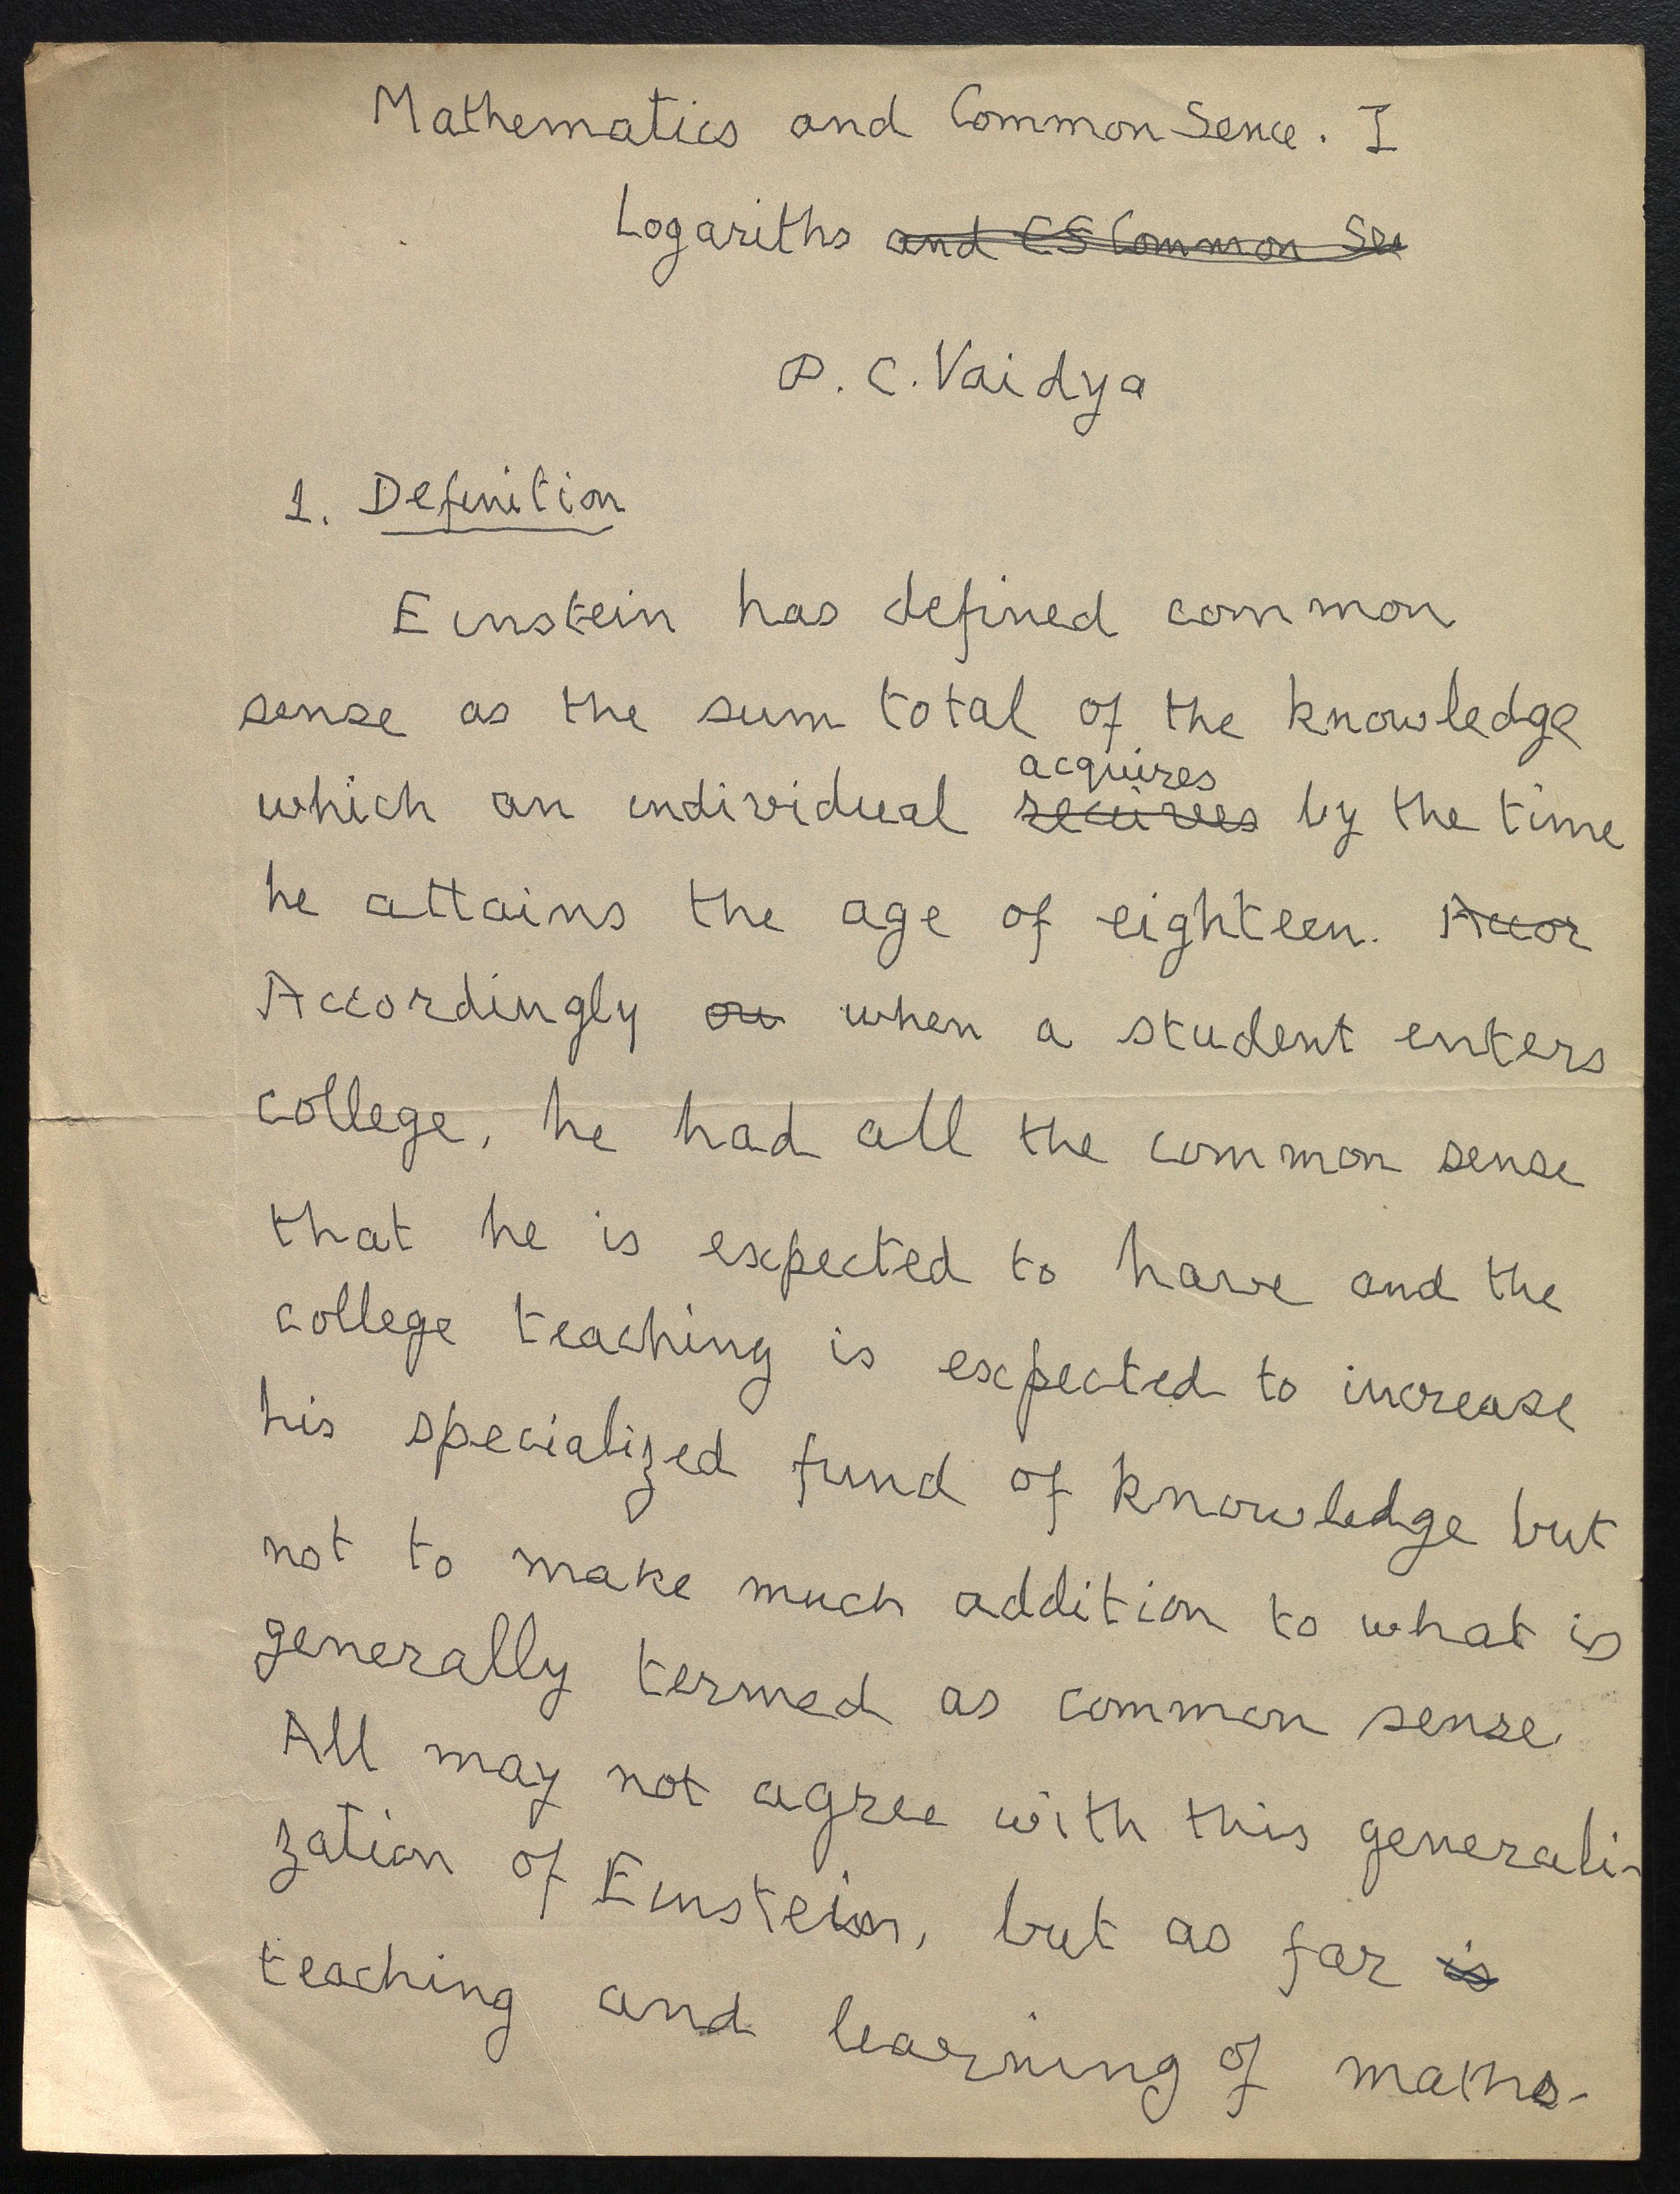 Mathematics and Common Sence. I
Logariths and CS Common Se
P. C. Vaidya
1. Definition
Einstein has defined common
sense as the sum total of the knowledge
acquires
which an individual recieves by the time
he attains the age of eighteen. Accor
Accordingly ou when a student enters
college, he had all the common sense
that he is expected to have and the
college teaching is expected to increase
his specialized fund of knowledge but
not to make much addition to what is
generally termed as common sense.
All may not agree with this generali-
zation of Einstein, but as far is
teaching and learning of maths-